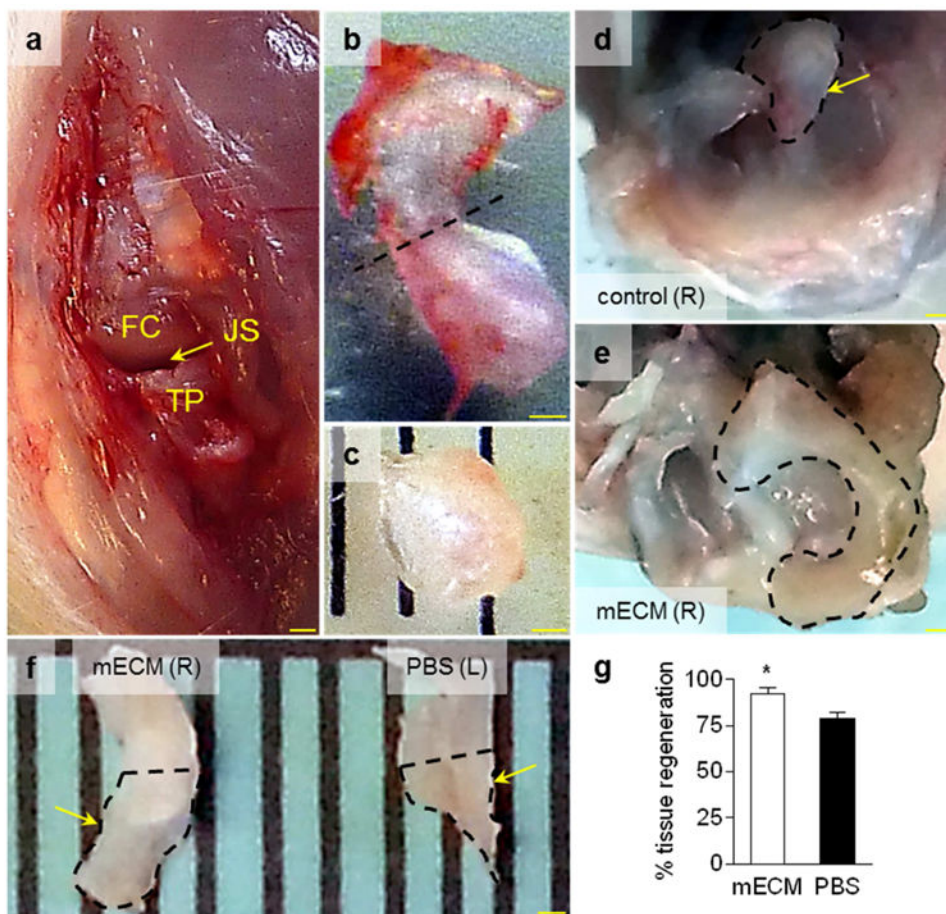 a
FC
JS
TP
b
c
d
control (R)
e
mECM (R)
f
mECM (R)
PBS (L)
g
% tissue regeneration
100
75
50
25
0
*
mECM
PBS